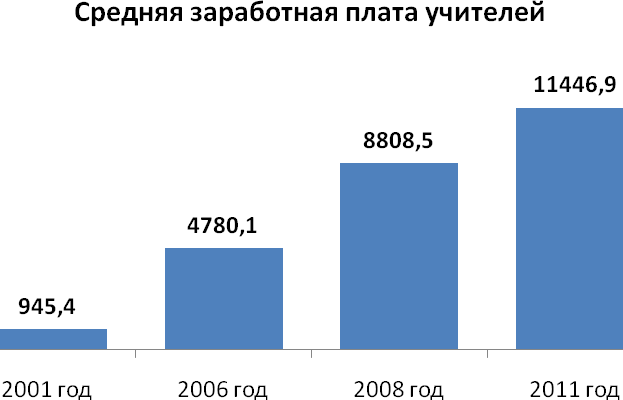 Средняя заработная плата учителей
11446,9
8808,5
4780,1
945,4
2001 год
2006 год
2008 год
2011 год